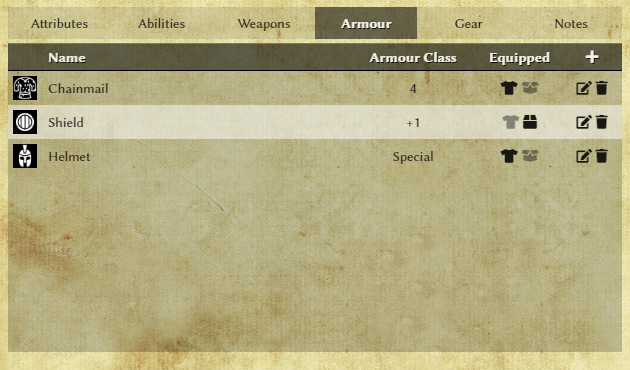 Attributes Abilities Weapons Armour Gear Notes
Name Armour Class Equipped +
Chainmail 4
Shield +1
Helmet Special